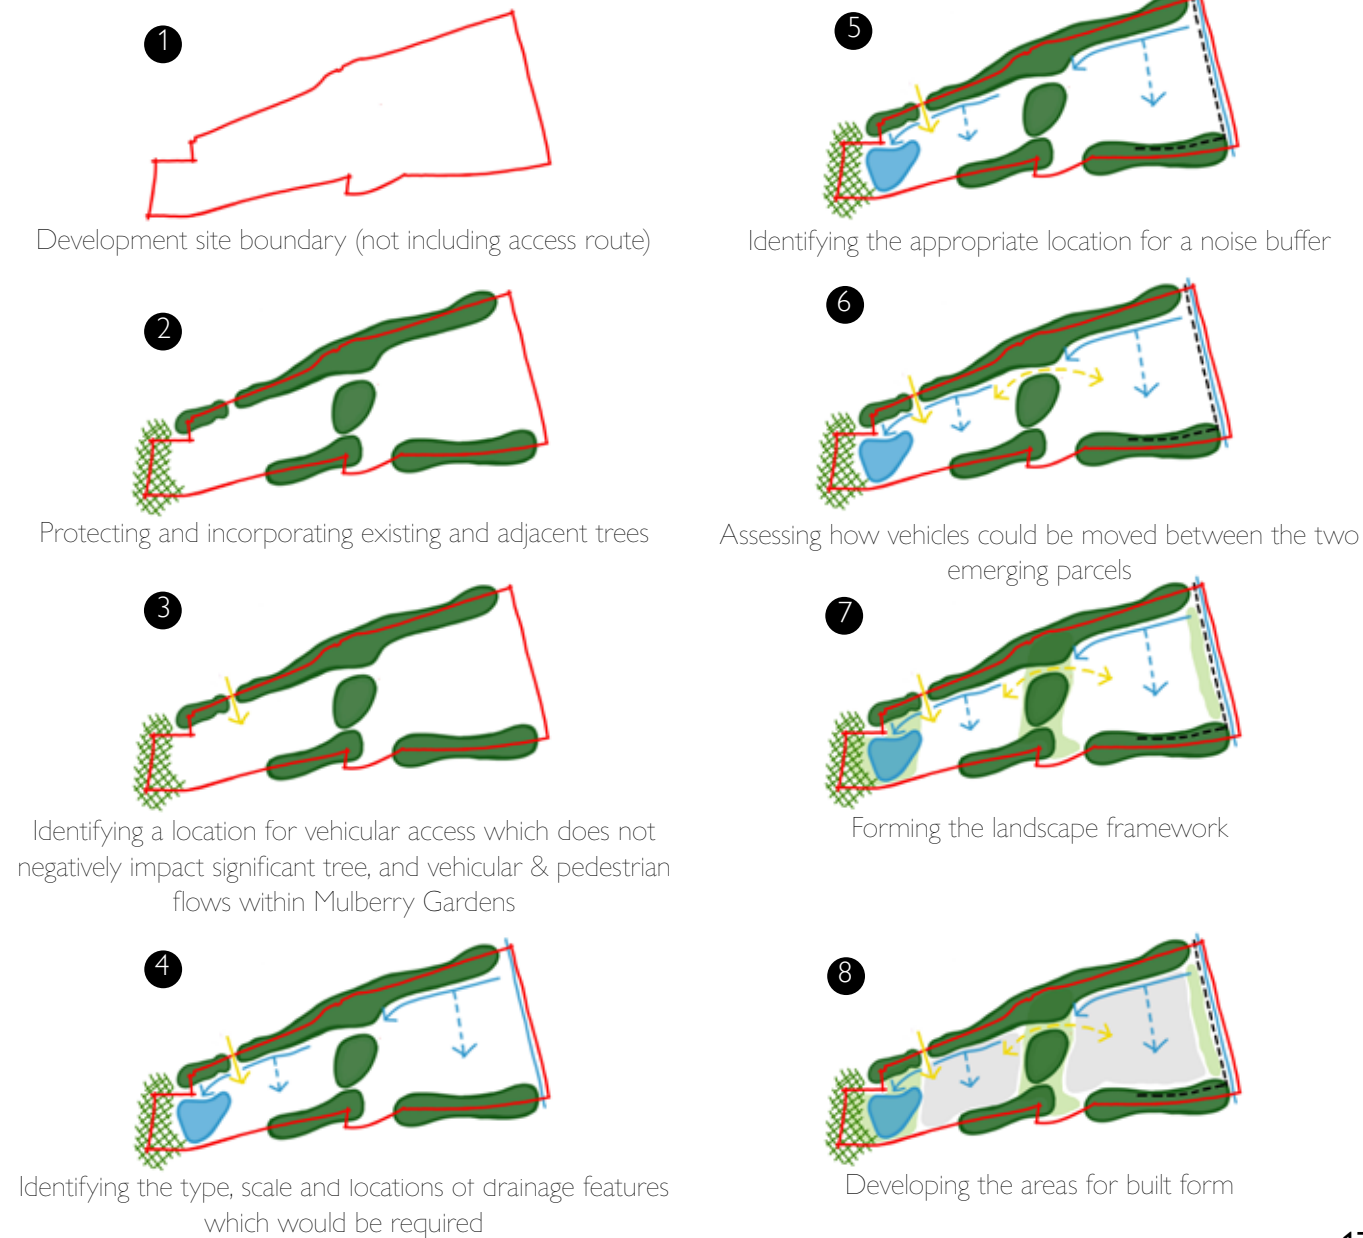 1
Development site boundary (not including access route)
2
Protecting and incorporating existing and adjacent trees
3
Identifying a location for vehicular access which does not
negatively impact significant tree, and vehicular & pedestrian
flows within Mulberry Gardens
4
Identifying the type, scale and locations of drainage features
which would be required
5
Identifying the appropriate location for a noise buffer
6
Assessing how vehicles could be moved between the two
emerging parcels
7
Forming the landscape framework
8
Developing the areas for built form